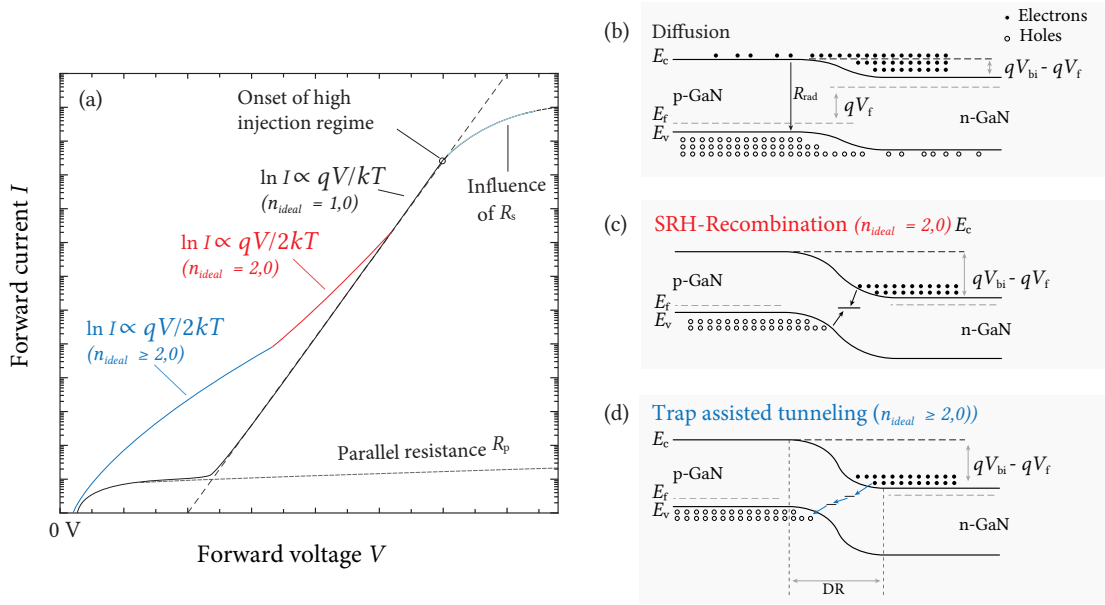 (a)
Onset of high
injection regime
ln I ∝ qV/kT
(n_ideal = 1,0)
Influence
of R_s
ln I ∝ qV/2kT
(n_ideal = 2,0)
ln I ∝ qV/2kT
(n_ideal ≥ 2,0)
Parallel resistance R_p
0 V
Forward voltage V
Forward current I
(b) Diffusion
Electrons
Holes
E_c
qV_bi - qV_f
p-GaN
R_rad
qV_f
n-GaN
E_f
E_v
(c) SRH-Recombination (n_ideal = 2,0) E_c
p-GaN
qV_bi - qV_f
E_f
E_v
n-GaN
(d) Trap assisted tunneling (n_ideal ≥ 2,0))
E_c
qV_bi - qV_f
p-GaN
E_f
E_v
n-GaN
DR